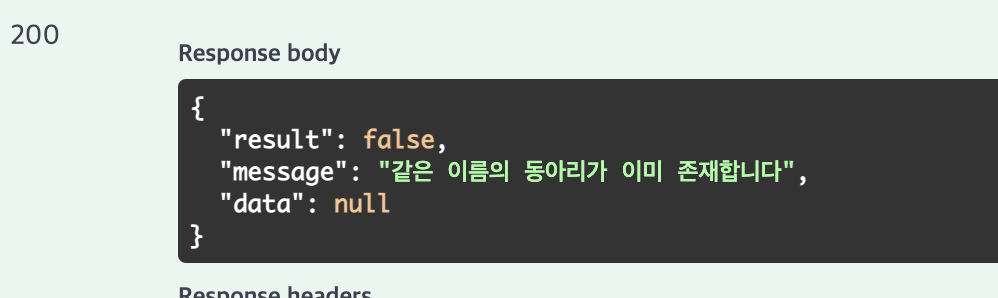 200
Response body
{
  "result": false,
  "message": "같은 이름의 동아리가 이미 존재합니다",
  "data": null
}
Response headers